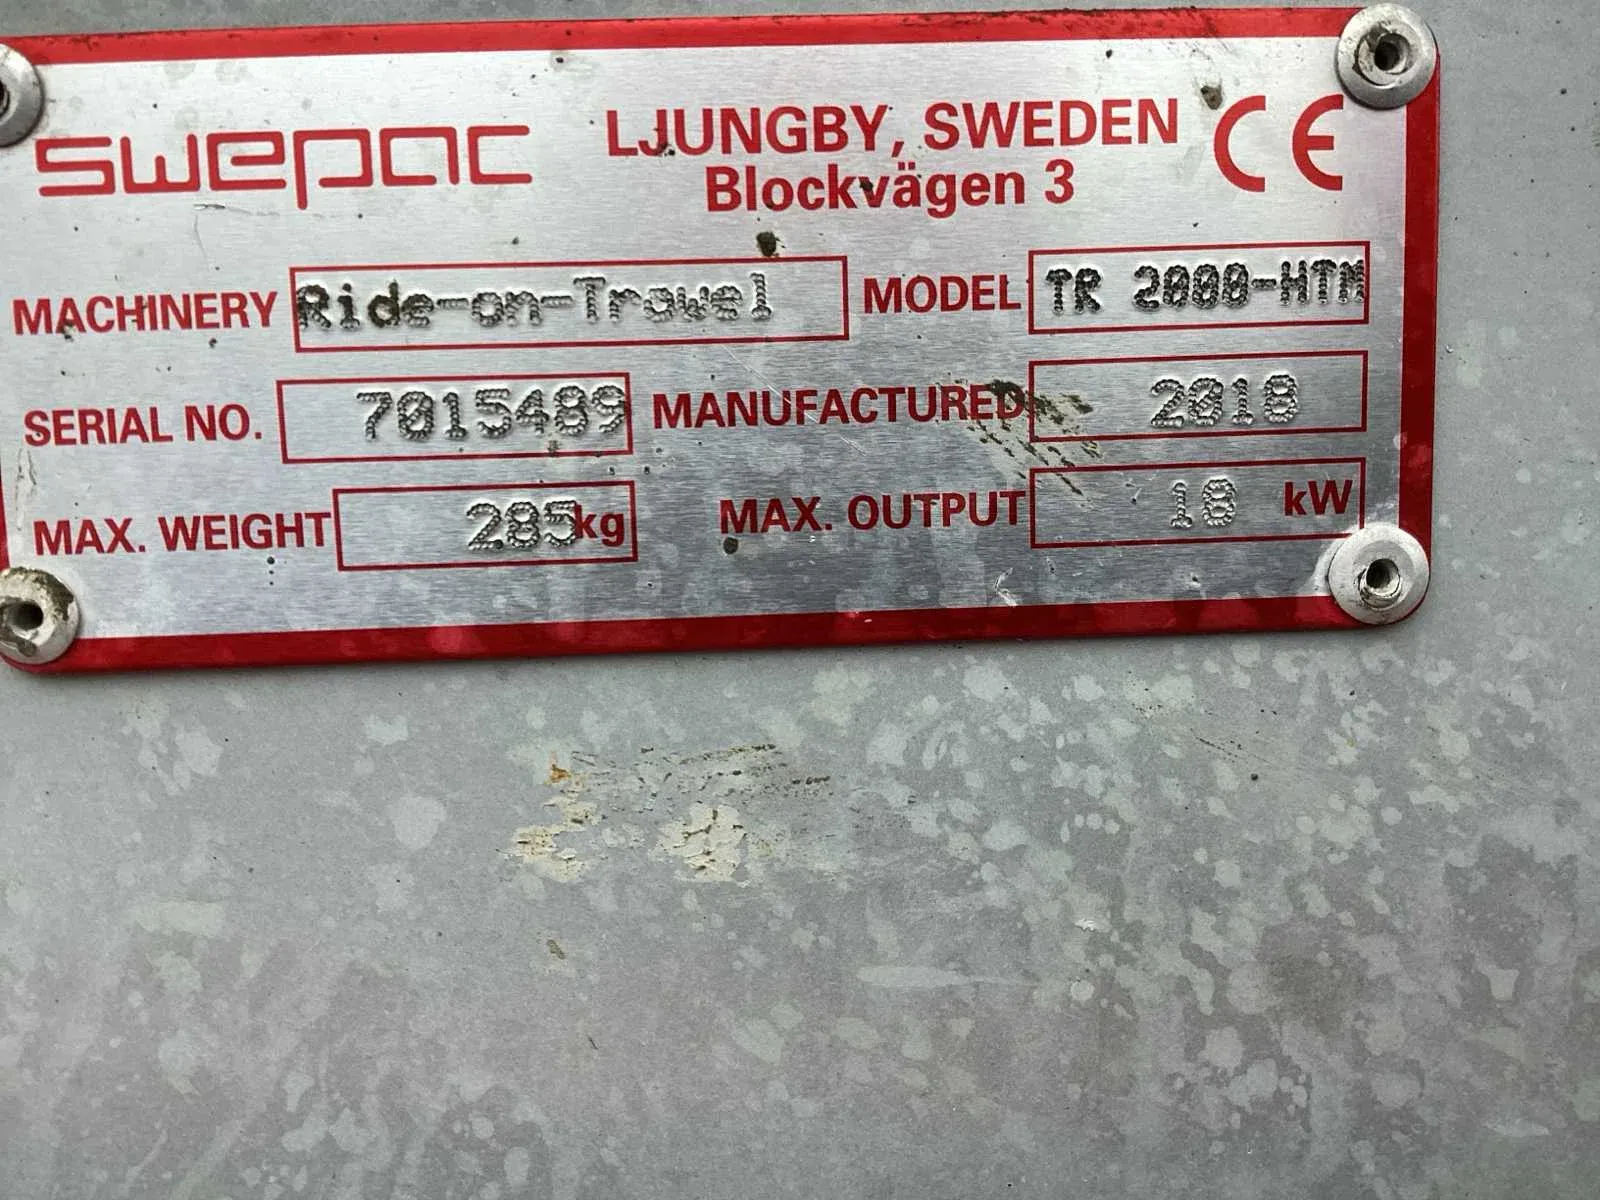 swepac LJUNGBY, SWEDEN CE
Blockvägen 3
MACHINERY Ride-on-Trowel MODEL TR 2000-HTM
SERIAL NO. 7015489 MANUFACTURED 2018
MAX. WEIGHT 285kg MAX. OUTPUT 18 kW